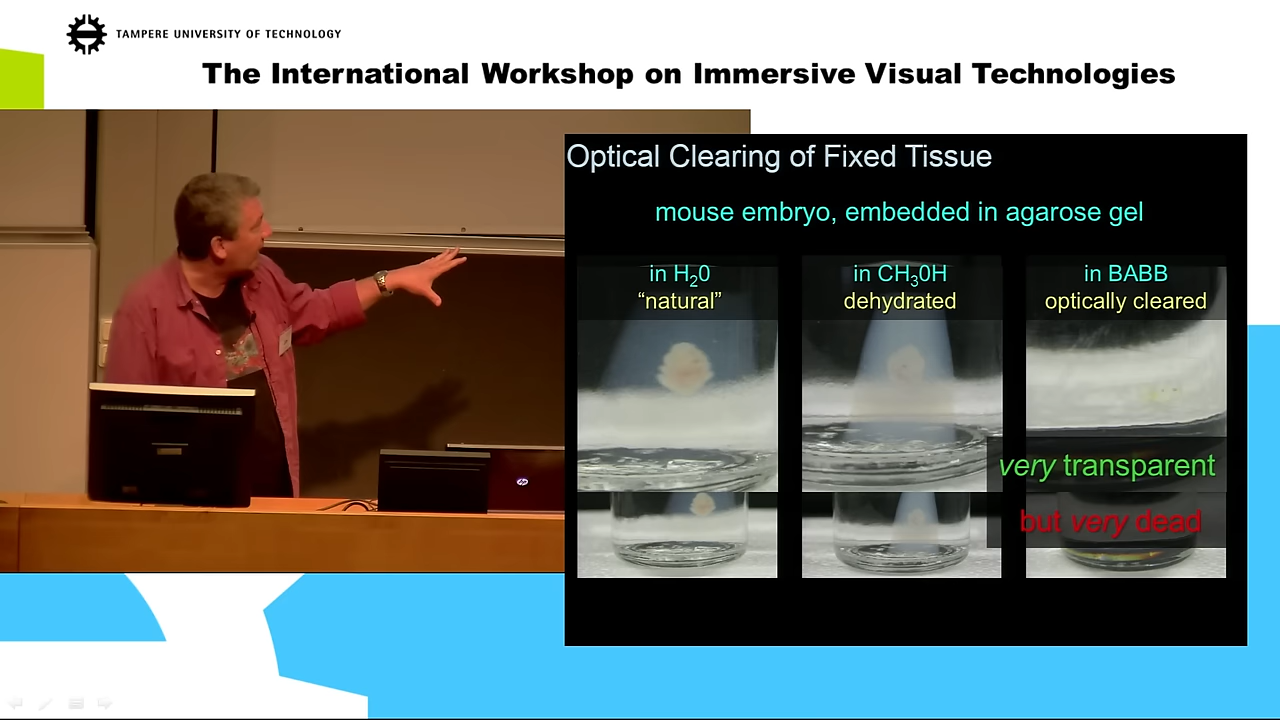 TAMPERE UNIVERSITY OF TECHNOLOGY
The International Workshop on Immersive Visual Technologies
Optical Clearing of Fixed Tissue
mouse embryo, embedded in agarose gel
in H₂0
“natural”
in CH₃0H
dehydrated
in BABB
optically cleared
very transparent
but very dead
hp